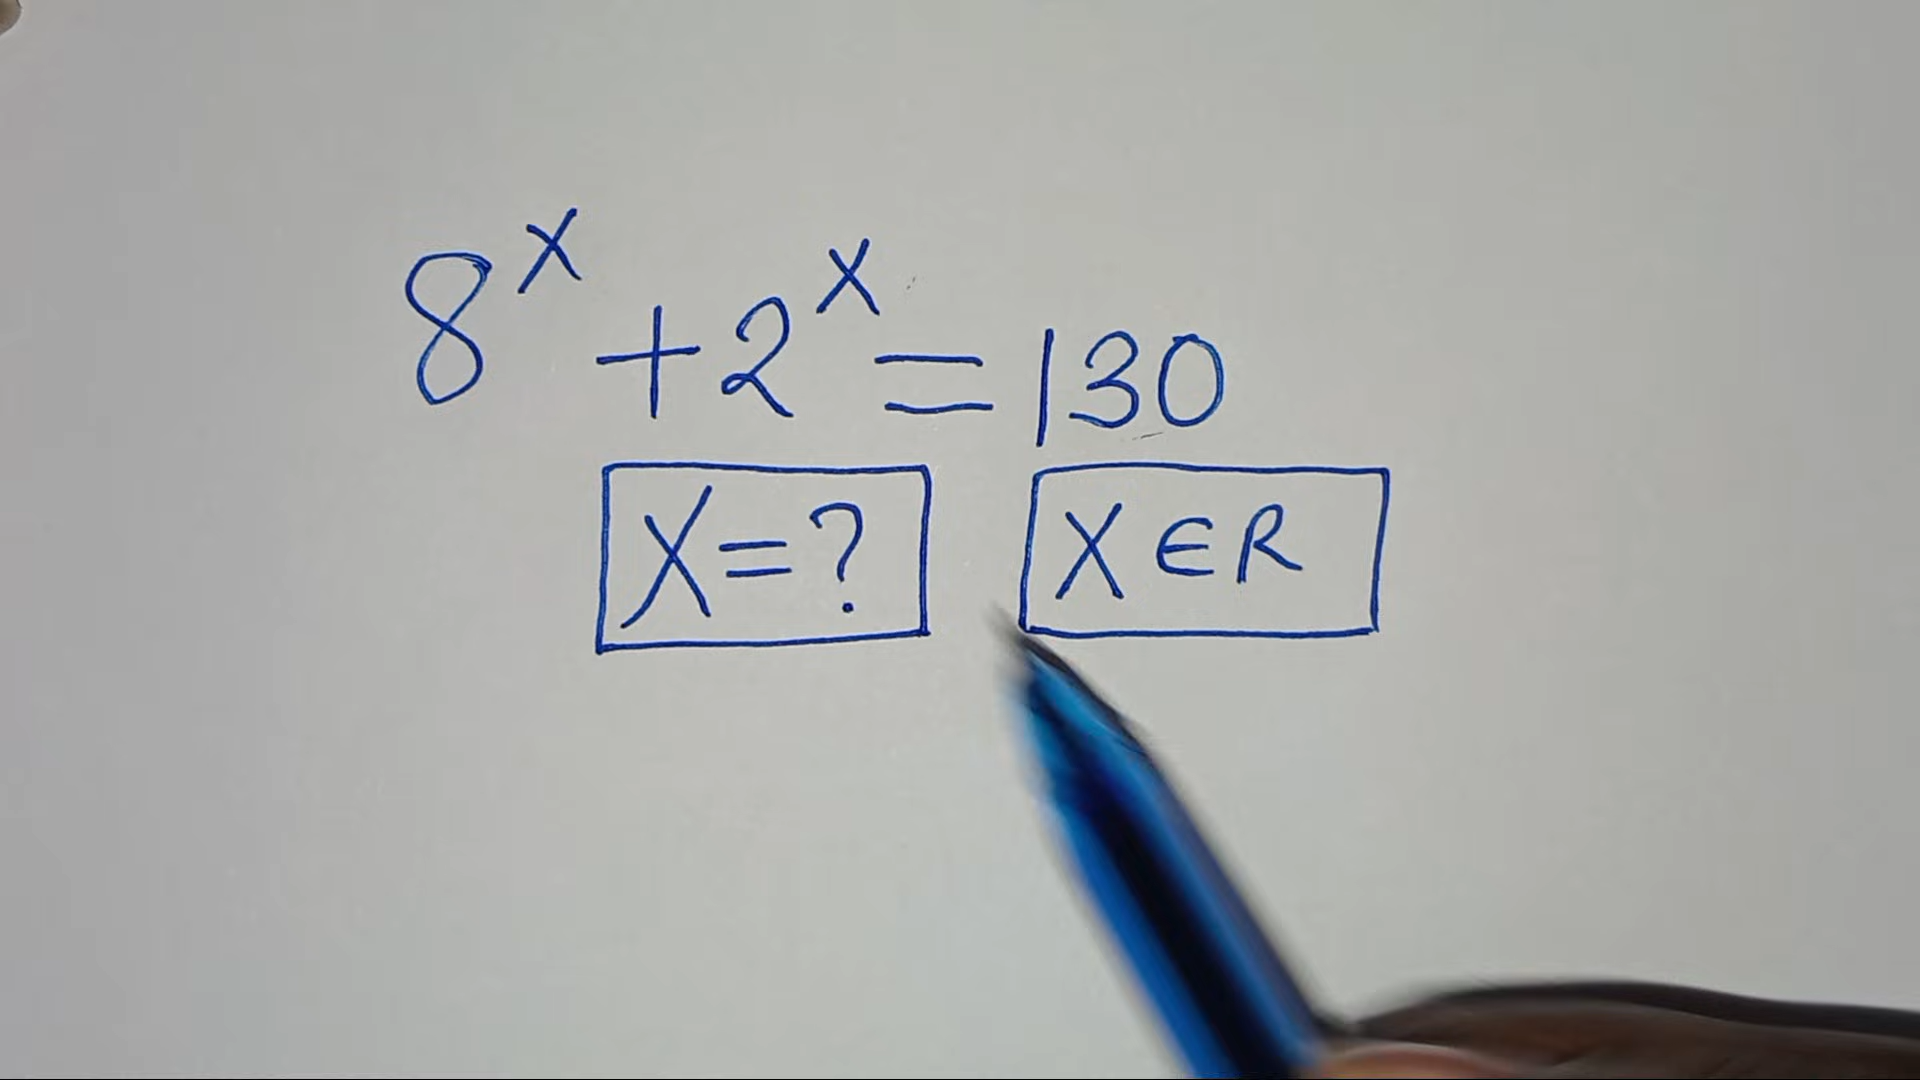 8^x + 2^x = 130
X = ? X ∈ R